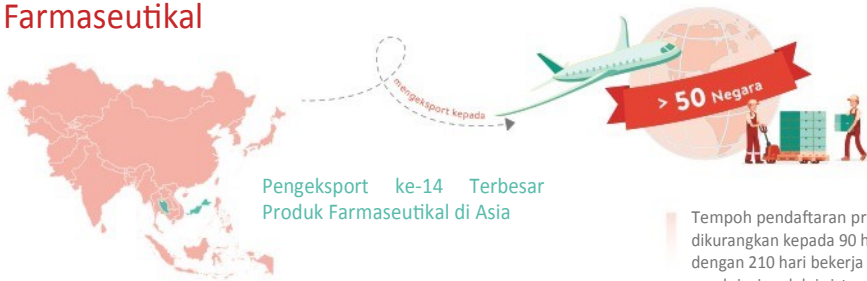 Farmaseutikal
mengeksport kepada
> 50 Negara
Pengeksport ke-14 Terbesar
Produk Farmaseutikal di Asia
Tempoh pendaftaran
dikurangkan kepada 90
dengan 210 hari bekerja